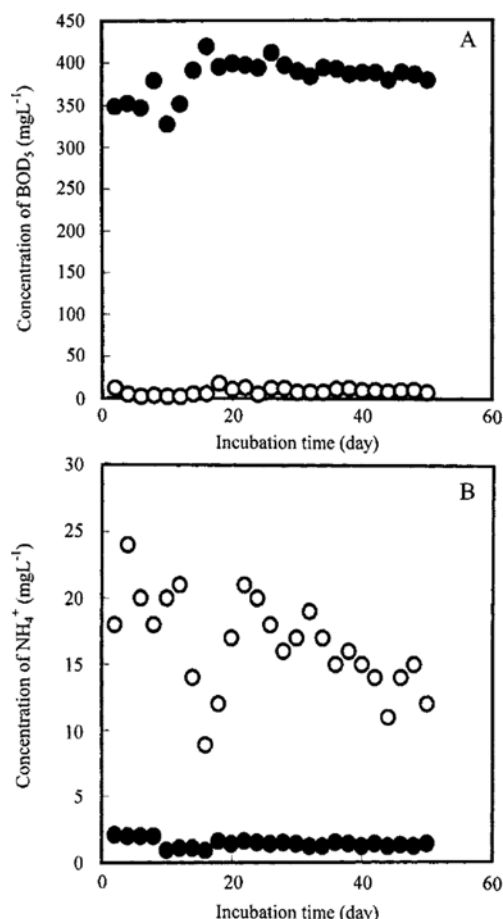 A
Concentration of BOD₅ (mgL⁻¹)
450
400
350
300
250
200
150
100
50
0
0 20 40 60
Incubation time (day)
B
Concentration of NH₄⁺ (mgL⁻¹)
30
25
20
15
10
5
0
0 20 40 60
Incubation time (day)